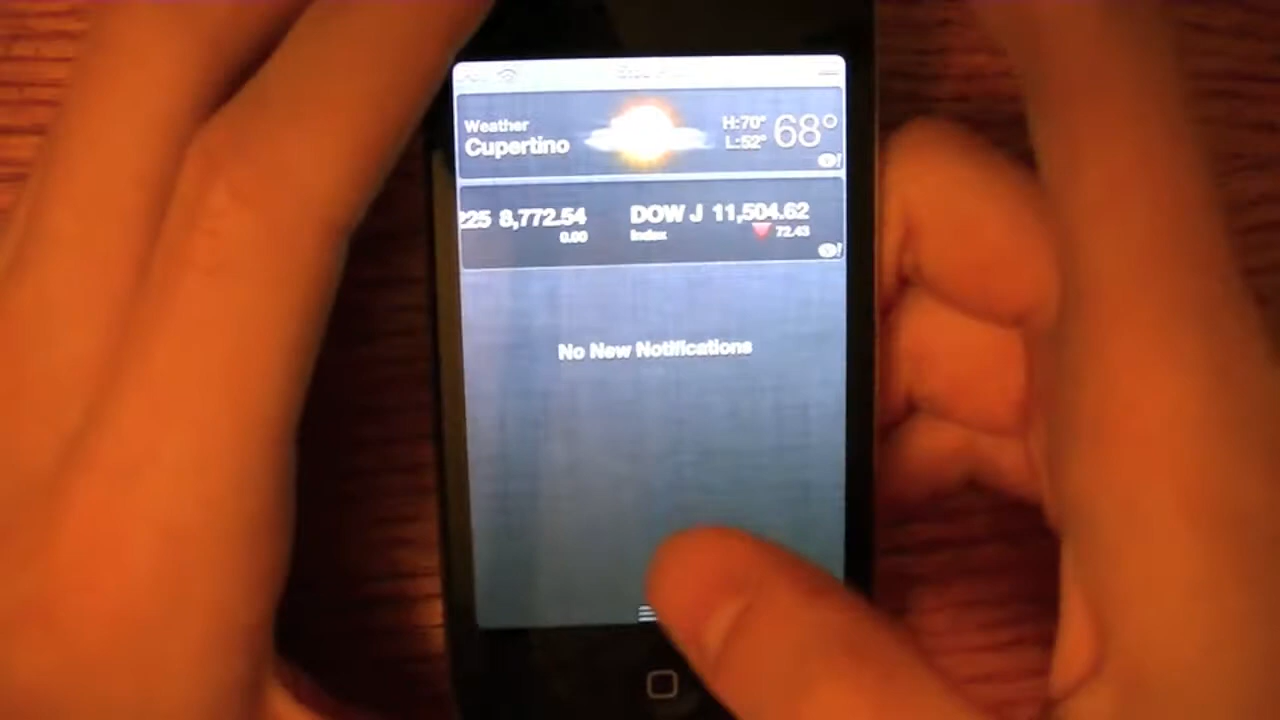 Weather
Cupertino
H:70°
L:52°
68°
225 8,772.54
0.00
DOW J 11,504.62
Index
72.43
No New Notifications